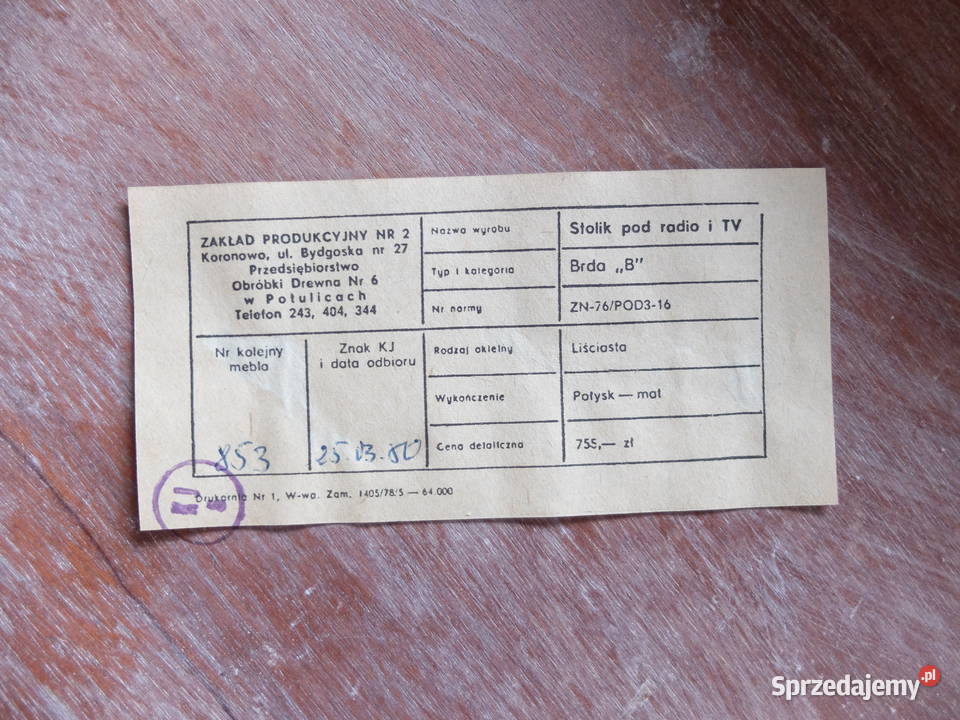 ZAKŁAD PRODUKCYJNY NR 2
Koronowo, ul. Bydgoska nr 27
Przedsiębiorstwo
Obróbki Drewna Nr 6
w Potulicach
Telefon 243, 404, 344
Nazwa wyrobu
Stolik pod radio i TV
Typ i kategoria
Brda „B”
Nr normy
ZN-76/POD3-16
Nr kolejny
mebla
853
Znak KJ
i data odbioru
25.03.80
Rodzaj okleiny
Liściasta
Wykończenie
Połysk — mat
Cena detaliczna
755,— zł
Drukarnia Nr 1, W-wa. Zam. 1405/78/5 — 64.000
Sprzedajemy.pl